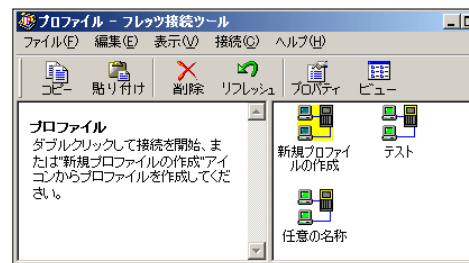 プロファイル - フレッツ接続ツール
ファイル(F) 編集(E) 表示(V) 接続(C) ヘルプ(H)
コピー 貼り付け 削除 リフレッシュ プロパティ ビュー
プロファイル
ダブルクリックして接続を開始、ま
たは"新規プロファイルの作成"アイ
コンからプロファイルを作成してくだ
さい。
新規プロファイ
ルの作成
テスト
任意の名称